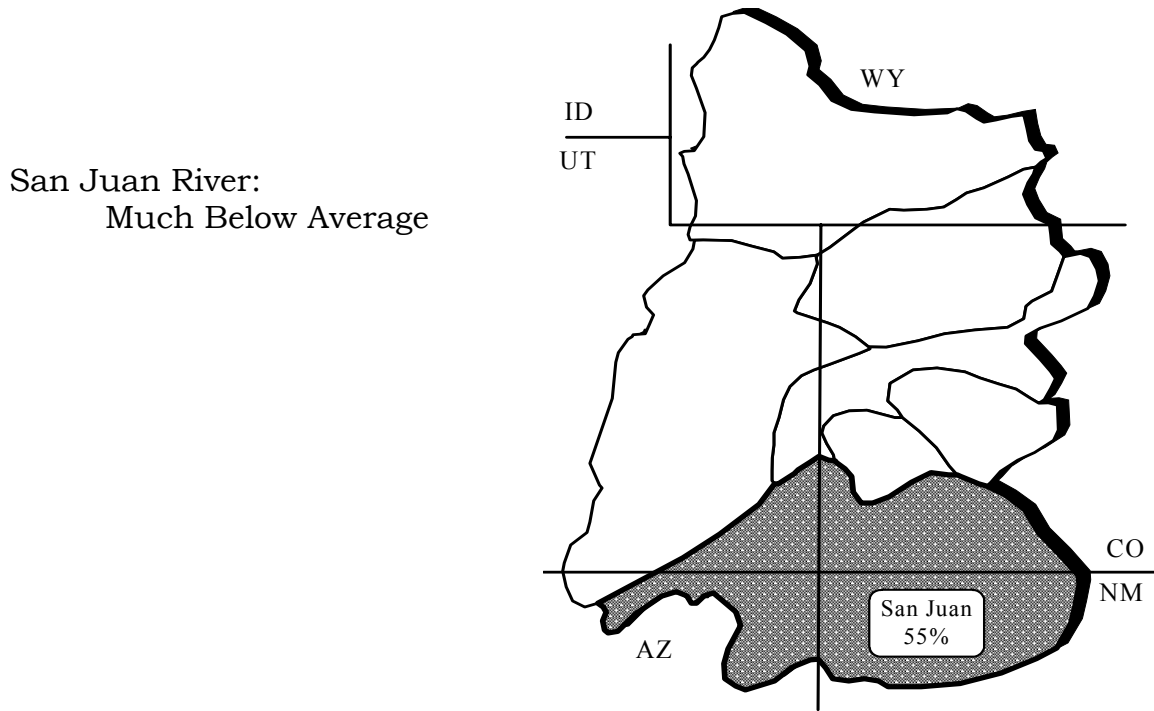 San Juan River:
Much Below Average
WY
ID
UT
CO
NM
San Juan
55%
AZ